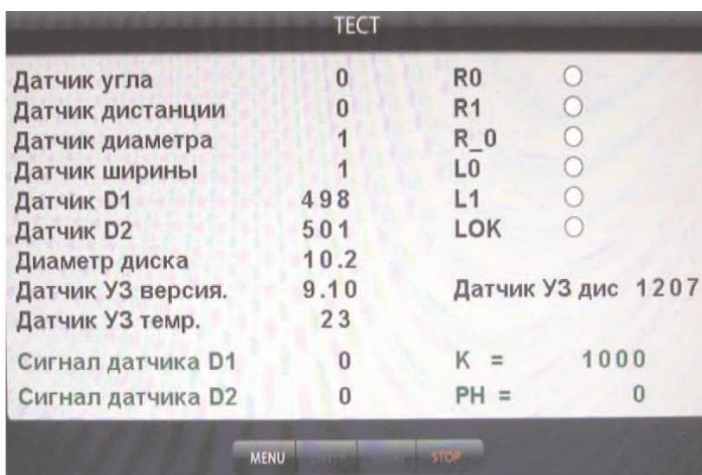 ТЕСТ
Датчик угла 0 R0
Датчик дистанции 0 R1
Датчик диаметра 1 R_0
Датчик ширины 1 L0
Датчик D1 498 L1
Датчик D2 501 LOK
Диаметр диска 10.2
Датчик УЗ версия. 9.10 Датчик УЗ дис 1207
Датчик УЗ темр. 23
Сигнал датчика D1 0 K = 1000
Сигнал датчика D2 0 PH = 0
MENU STOP